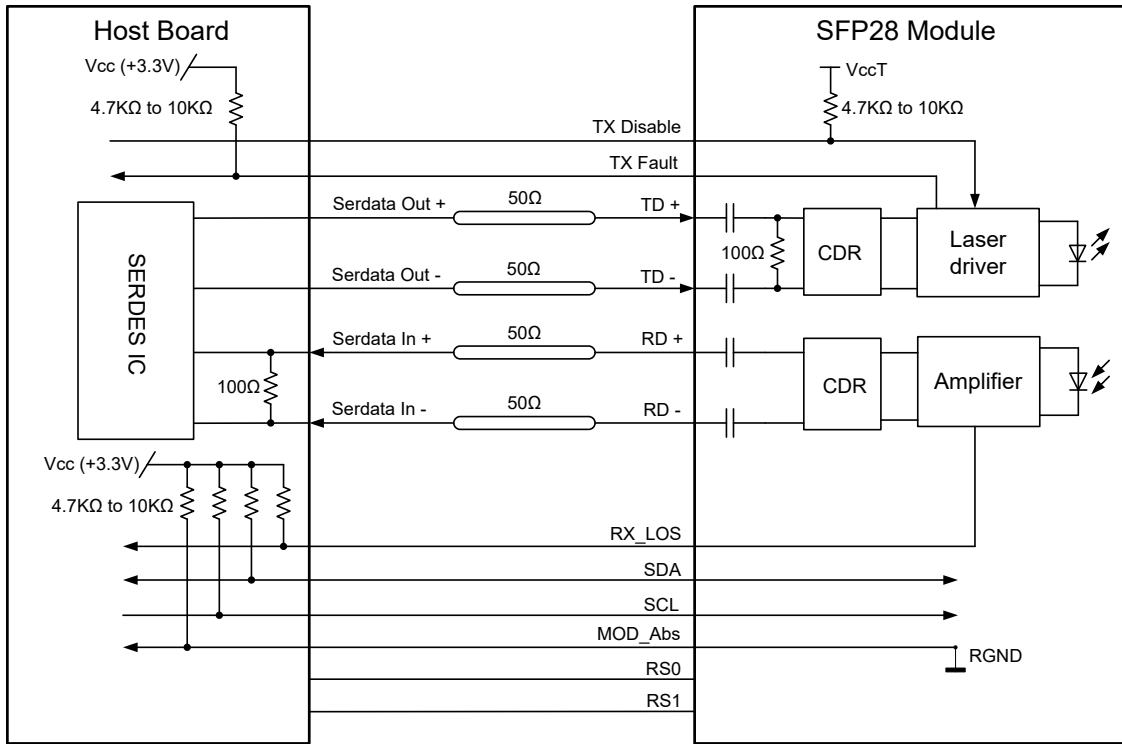 Host Board
SFP28 Module
Vcc (+3.3V)
4.7KΩ to 10KΩ
VccT
4.7KΩ to 10KΩ
TX Disable
TX Fault
SERDES IC
Serdata Out +
50Ω
TD +
100Ω
CDR
Laser
driver
Serdata Out -
50Ω
TD -
Serdata In +
50Ω
RD +
100Ω
CDR
Amplifier
Serdata In -
50Ω
RD -
Vcc (+3.3V)
4.7KΩ to 10KΩ
RX_LOS
SDA
SCL
MOD_Abs
RGND
RS0
RS1